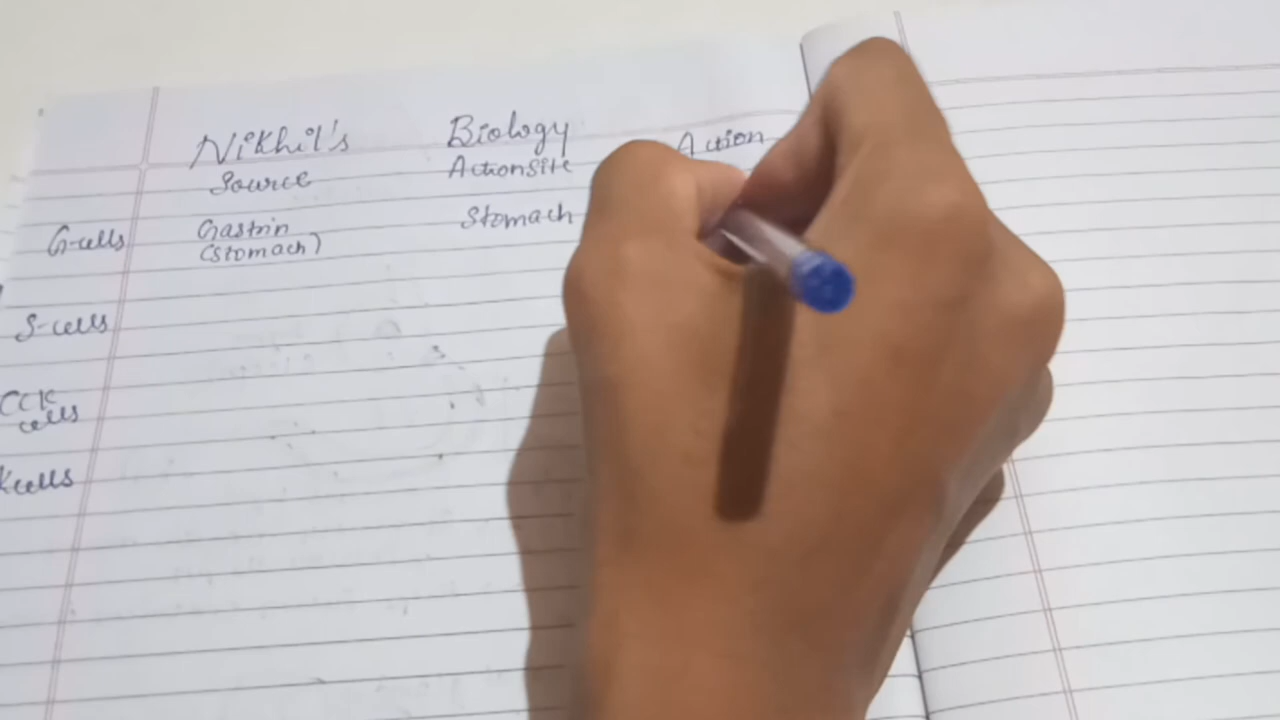 Nikhil's Biology
Source Actionsite Action
G-cells Gastrin Stomach
(stomach)
S-cells
CCK
cells
K cells